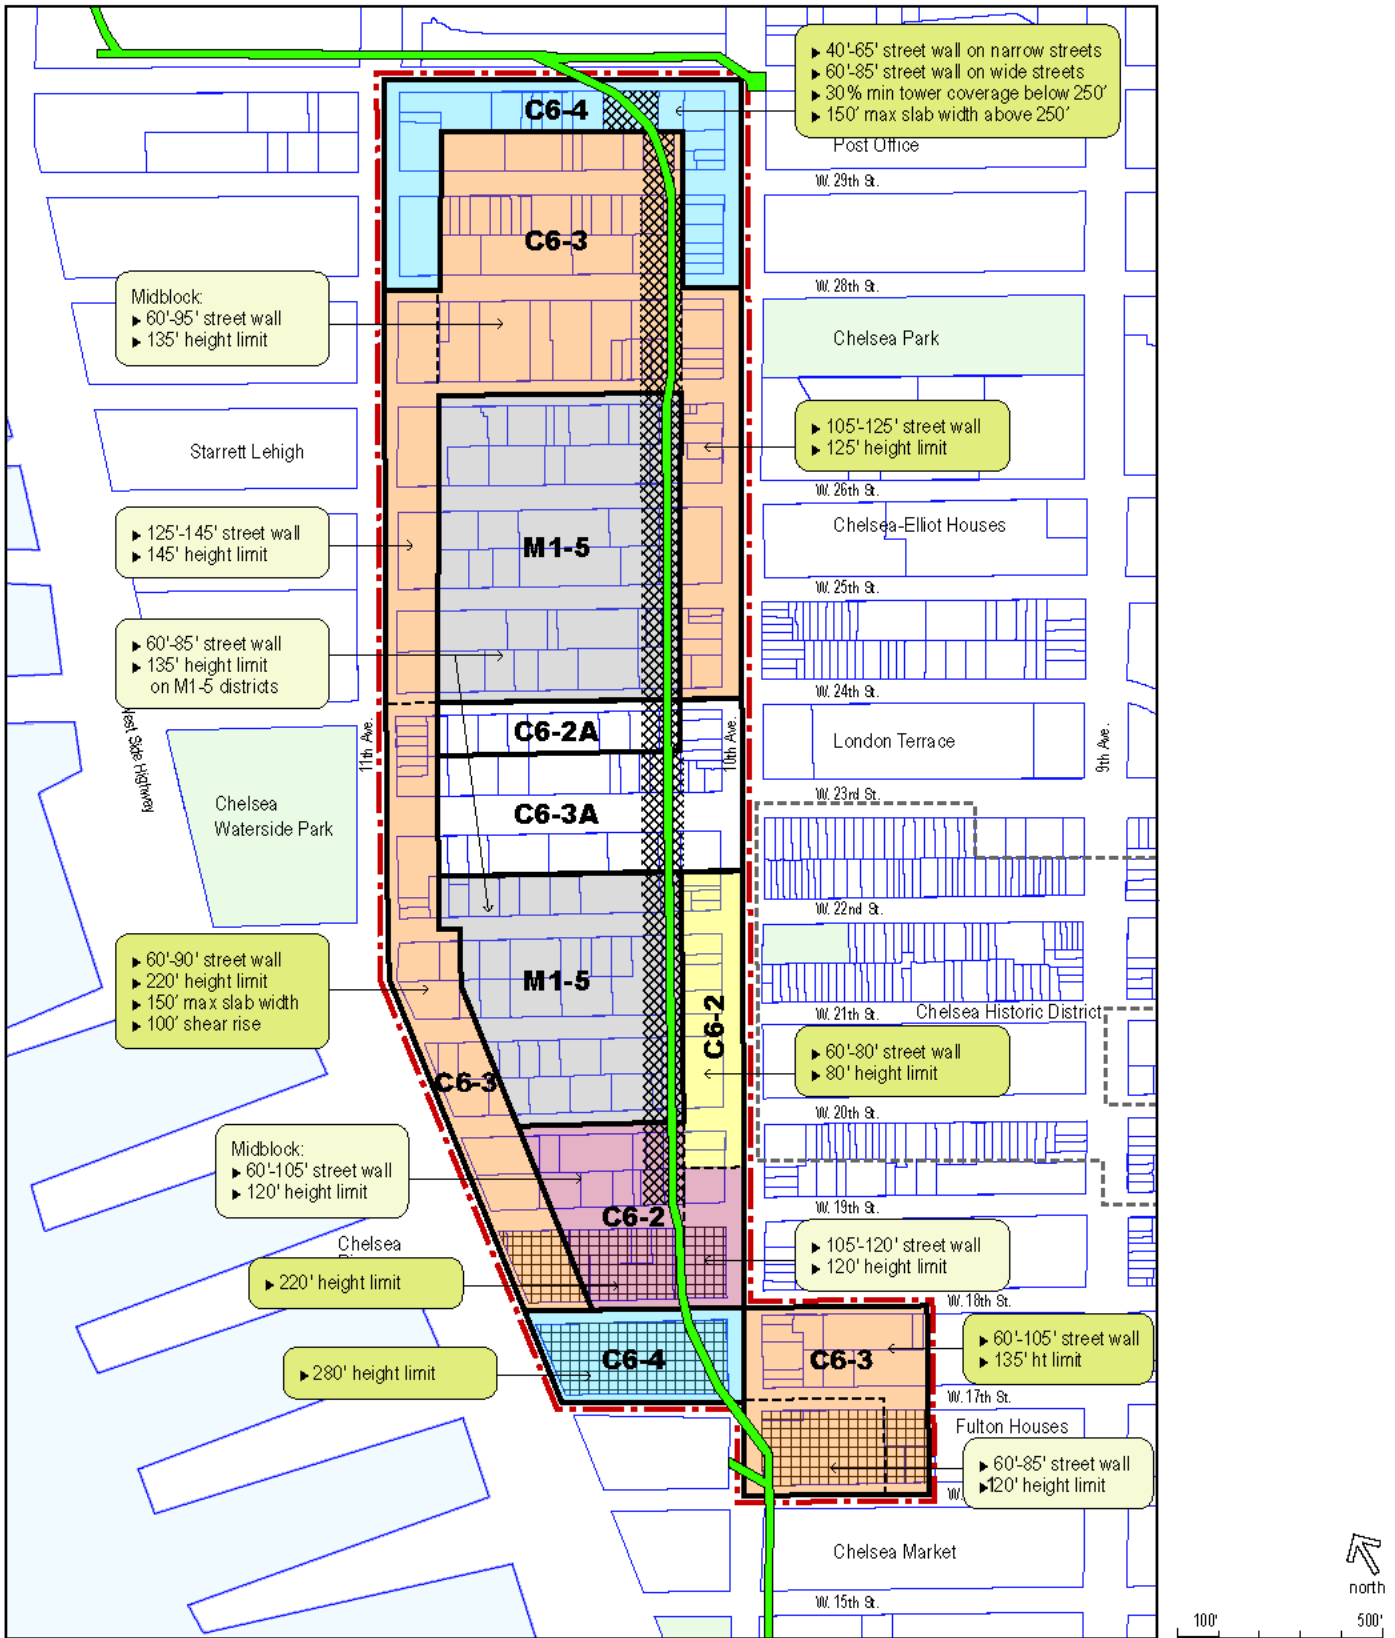 ▸ 40'-65' street wall on narrow streets
▸ 60'-85' street wall on wide streets
▸ 30% min tower coverage below 250'
▸ 150' max slab width above 250'
C6-4
Post Office
W. 29th St.
C6-3
W. 28th St.
Midblock:
▸ 60'-95' street wall
▸ 135' height limit
Chelsea Park
▸ 105'-125' street wall
▸ 125' height limit
Starrett Lehigh
W. 26th St.
▸ 125'-145' street wall
▸ 145' height limit
M1-5
Chelsea-Elliot Houses
W. 25th St.
▸ 60'-85' street wall
▸ 135' height limit
on M1-5 districts
W. 24th St.
West Side Highway
11th Ave.
C6-2A
10th Ave.
London Terrace
9th Ave.
W. 23rd St.
Chelsea
Waterside Park
C6-3A
W. 22nd St.
▸ 60'-90' street wall
▸ 220' height limit
▸ 150' max slab width
▸ 100' shear rise
M1-5
C6-2
W. 21st St.
Chelsea Historic District
▸ 60'-80' street wall
▸ 80' height limit
C6-3
W. 20th St.
Midblock:
▸ 60'-105' street wall
▸ 120' height limit
C6-2
W. 19th St.
Chelsea
▸ 105'-120' street wall
▸ 120' height limit
▸ 220' height limit
W. 18th St.
▸ 60'-105' street wall
▸ 135' ht limit
C6-4
C6-3
▸ 280' height limit
W. 17th St.
Fulton Houses
▸ 60'-85' street wall
▸ 120' height limit
W.
Chelsea Market
W. 15th St.
north
100'
500'